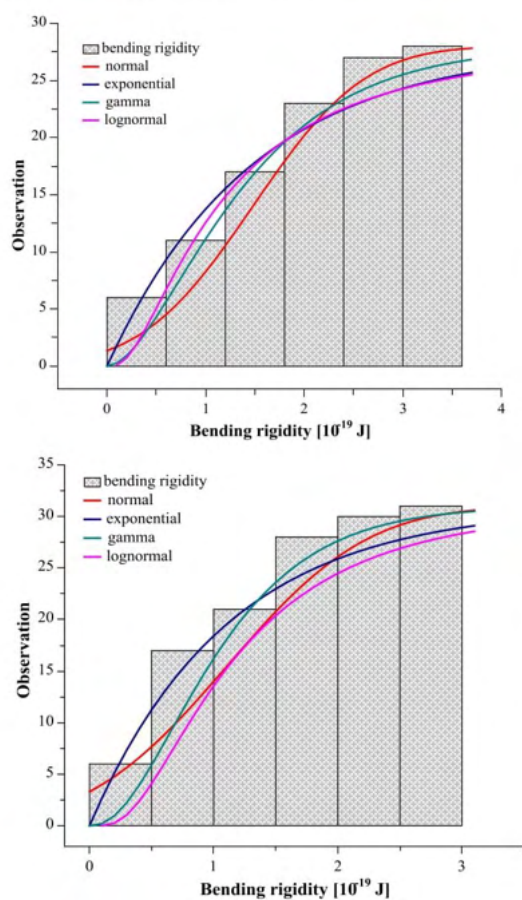 30
25
20
15
10
5
0
Observation
bending rigidity
normal
exponential
gamma
lognormal
0 1 2 3 4
Bending rigidity [10⁻¹⁹ J]
35
30
25
20
15
10
5
0
Observation
bending rigidity
normal
exponential
gamma
lognormal
0 1 2 3
Bending rigidity [10⁻¹⁹ J]